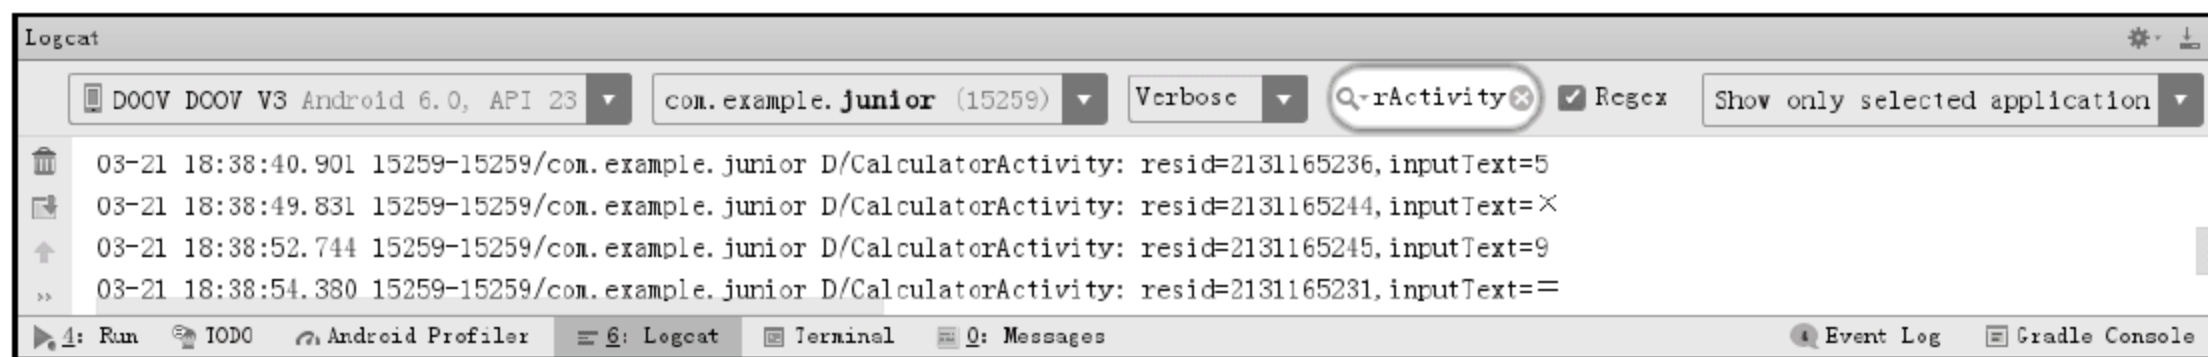 Logcat
DOOV DOOV V3 Android 6.0, API 23 com.example.junior (15259) Verbose rActivity Regex Show only selected application
03-21 18:38:40.901 15259-15259/com.example.junior D/CalculatorActivity: resid=2131165236,inputText=5
03-21 18:38:49.831 15259-15259/com.example.junior D/CalculatorActivity: resid=2131165244,inputText=×
03-21 18:38:52.744 15259-15259/com.example.junior D/CalculatorActivity: resid=2131165245,inputText=9
03-21 18:38:54.380 15259-15259/com.example.junior D/CalculatorActivity: resid=2131165231,inputText==
4: Run TODO Android Profiler 6: Logcat Terminal 0: Messages Event Log Gradle Console